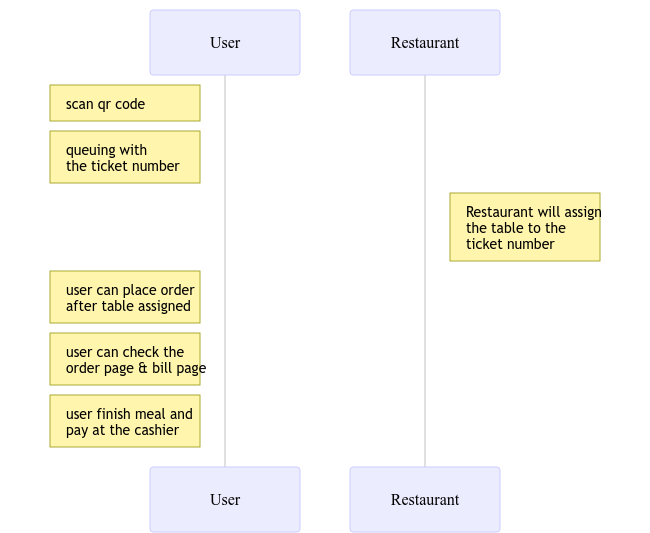 User
Restaurant
scan qr code
queuing with
the ticket number
Restaurant will assign
the table to the
ticket number
user can place order
after table assigned
user can check the
order page & bill page
user finish meal and
pay at the cashier
User
Restaurant